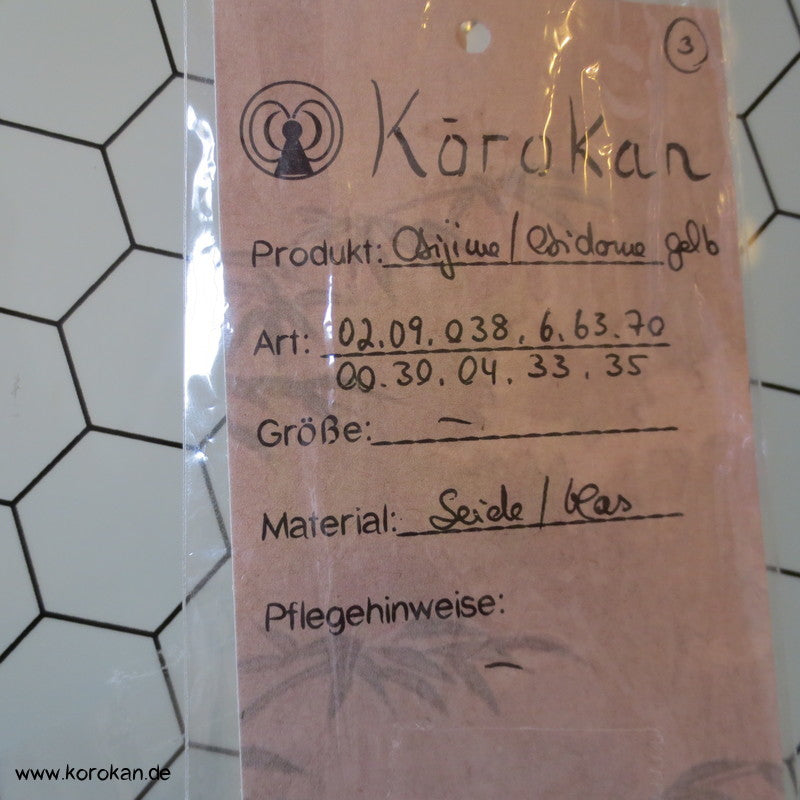 3
Kōrokan
Produkt: Obijime / Obidome gelb
Art: 02.09.038.6.63.70
00.30.04.33.35
Größe: –
Material: Seide / Glas
Pflegehinweise:
–
www.korokan.de